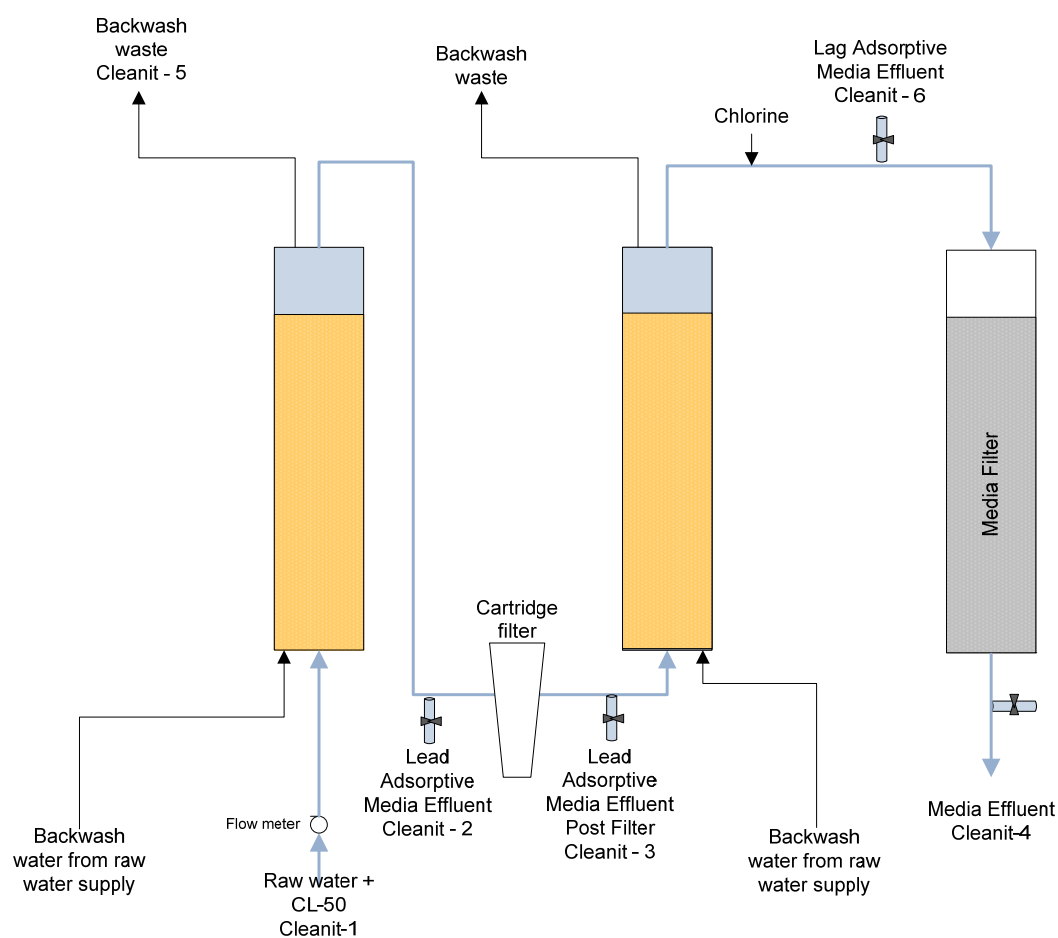 Backwash
waste
Cleanit - 5
Backwash
waste
Lag Adsorptive
Media Effluent
Cleanit - 6
Chlorine
Media Filter
Cartridge
filter
Lead
Adsorptive
Media Effluent
Cleanit - 2
Lead
Adsorptive
Media Effluent
Post Filter
Cleanit - 3
Media Effluent
Cleanit-4
Flow meter
Backwash
water from raw
water supply
Backwash
water from raw
water supply
Raw water +
CL-50
Cleanit-1